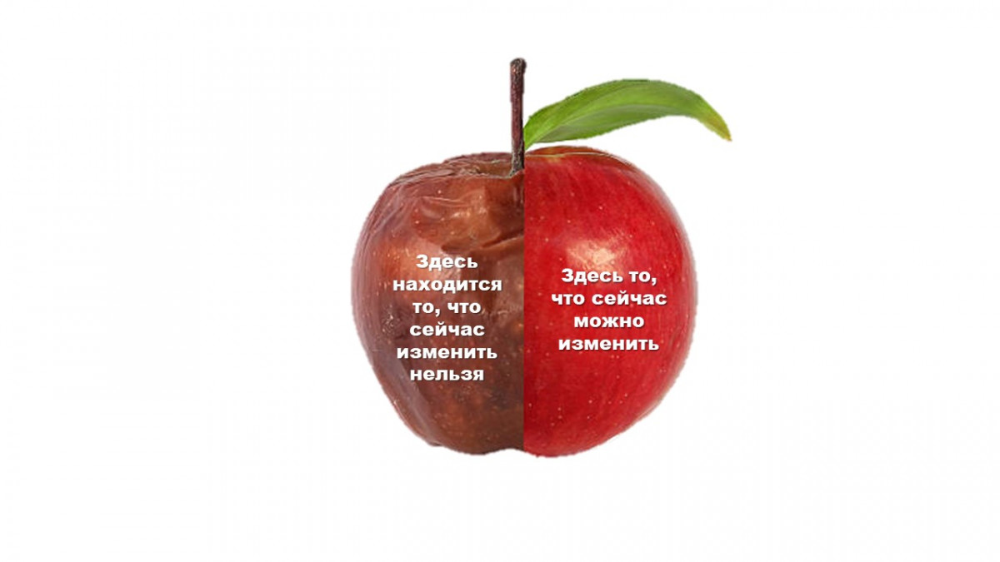 Здесь
находится
то, что
сейчас
изменить
нельзя
Здесь то,
что сейчас
можно
изменить